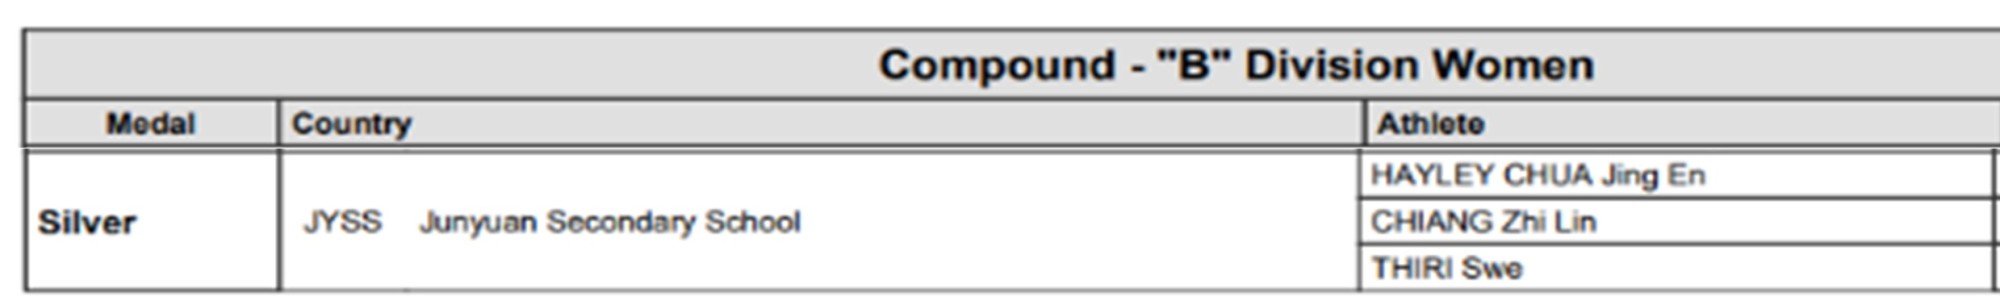 Compound - "B" Division Women
Medal Country Athlete
HAYLEY CHUA Jing En
Silver JYSS Junyuan Secondary School CHIANG Zhi Lin
THIRI Swe